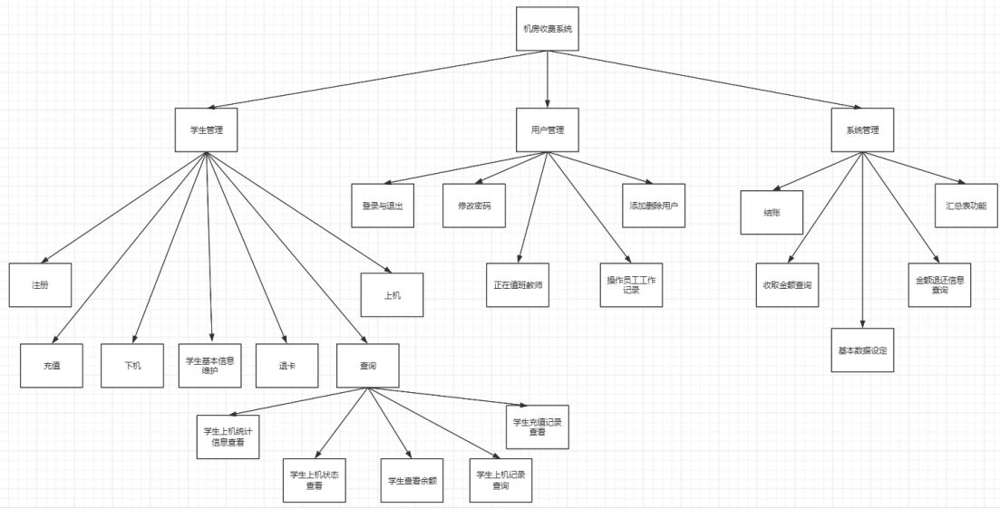 机房收费系统
学生管理
用户管理
系统管理
登录与退出
修改密码
添加删除用户
结账
汇总表功能
注册
上机
正在值班教师
操作员工工作
记录
收取金额查询
金额退还信息
查询
充值
下机
学生基本信息
维护
退卡
查询
基本数据设定
学生上机统计
信息查看
学生充值记录
查看
学生上机状态
查看
学生查看余额
学生上机记录
查询